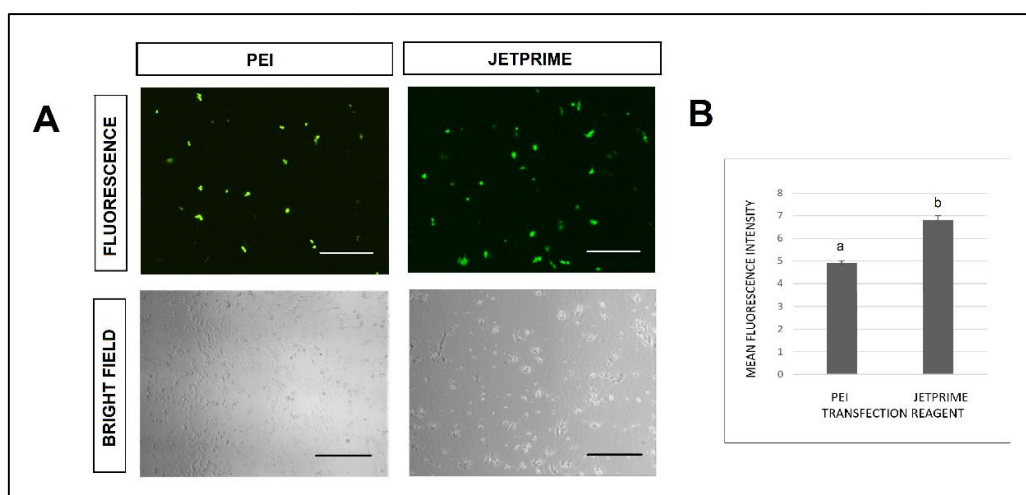 PEI
JETPRIME
A
FLUORESCENCE
BRIGHT FIELD
B
MEAN FLUORESCENCE INTENSITY
8
7
6
5
4
3
2
1
0
a
b
PEI
JETPRIME
TRANSFECTION REAGENT